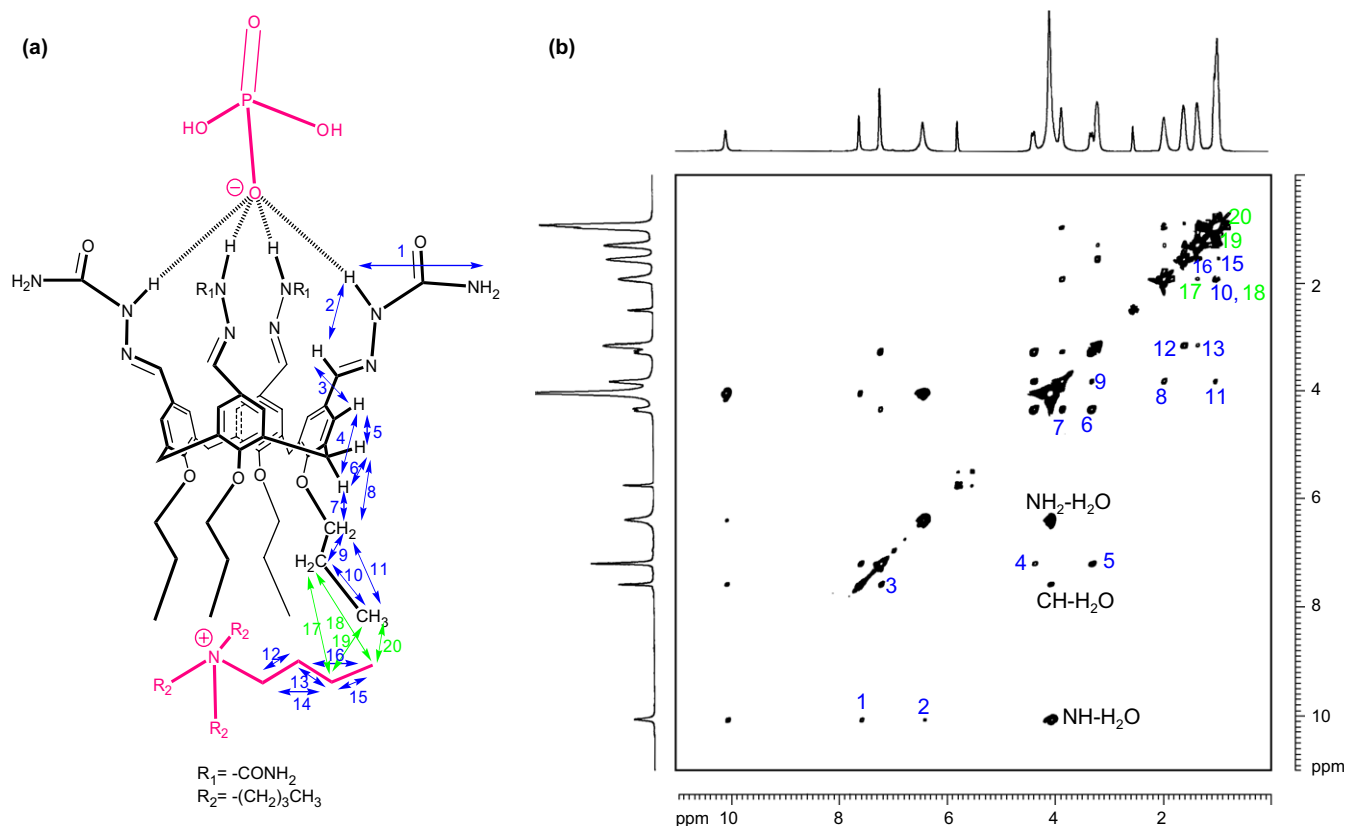 (a)
O
P
HO
OH
⊖
O
O
H
H
1
O
H₂N
H
N
H
N
R₁
N
R₁
H
NH₂
2
N
N
N
N
H
N
3
H
4
5
H
6
O
O
O
O
H
8
7
CH₂
9
H₂C
10
11
CH₃
18
17
19
20
⊕
R₂
N
12
16
R₂
13
15
14
R₂
R₁= -CONH₂
R₂= -(CH₂)₃CH₃
(b)
20
19
16
15
17
10, 18
2
12
13
9
8
11
4
7
6
NH₂-H₂O
6
4
5
3
CH-H₂O
8
1
2
NH-H₂O
10
ppm
ppm
10
8
6
4
2